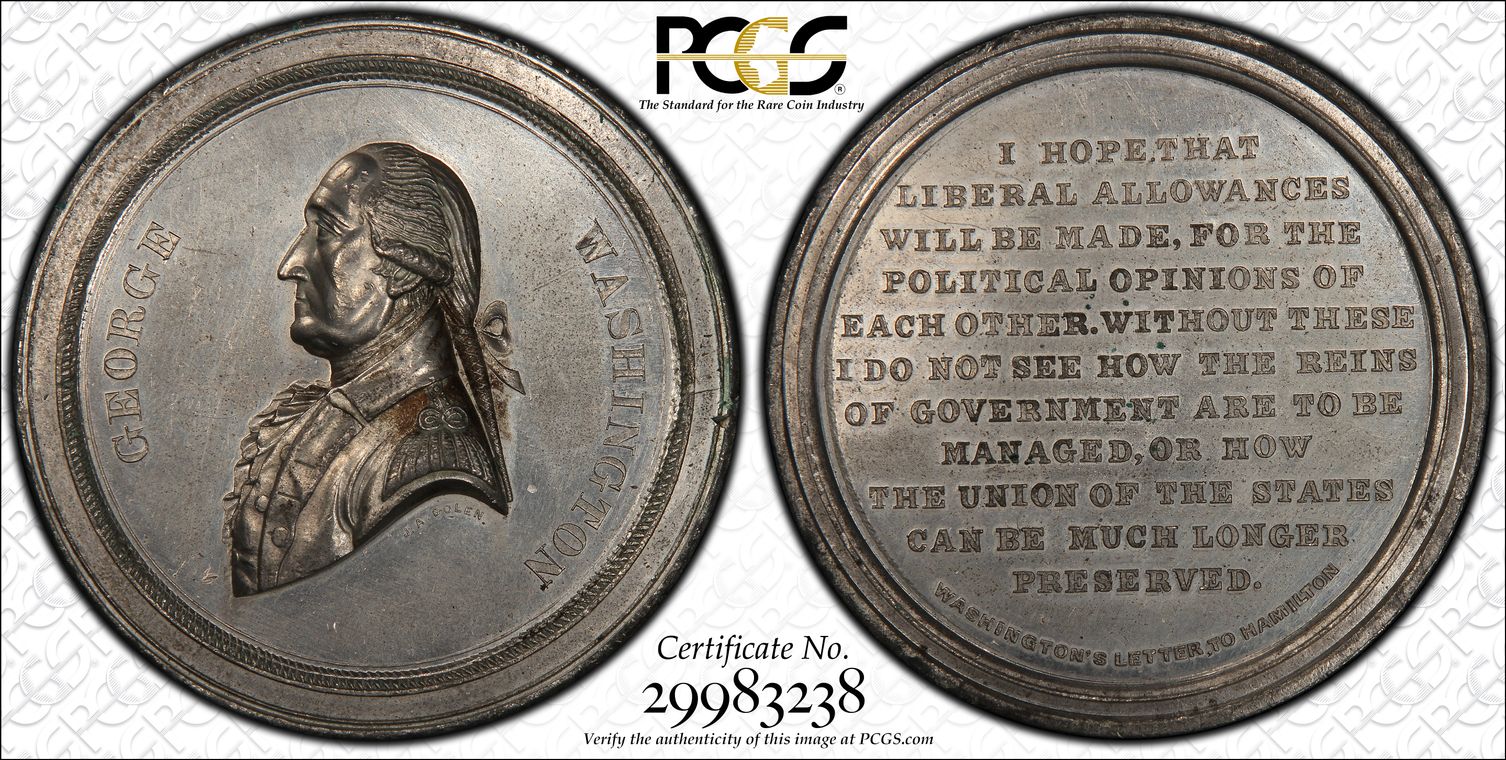 PCGS
The Standard for the Rare Coin Industry
GEORGE
WASHINGTON
J.A BOLEN.
I HOPE, THAT
LIBERAL ALLOWANCES
WILL BE MADE, FOR THE
POLITICAL OPINIONS OF
EACH OTHER. WITHOUT THESE
I DO NOT SEE HOW THE REINS
OF GOVERNMENT ARE TO BE
MANAGED, OR HOW
THE UNION OF THE STATES
CAN BE MUCH LONGER
PRESERVED.
WASHINGTON'S LETTER, TO HAMILTON
Certificate No.
29983238
Verify the authenticity of this image at PCGS.com